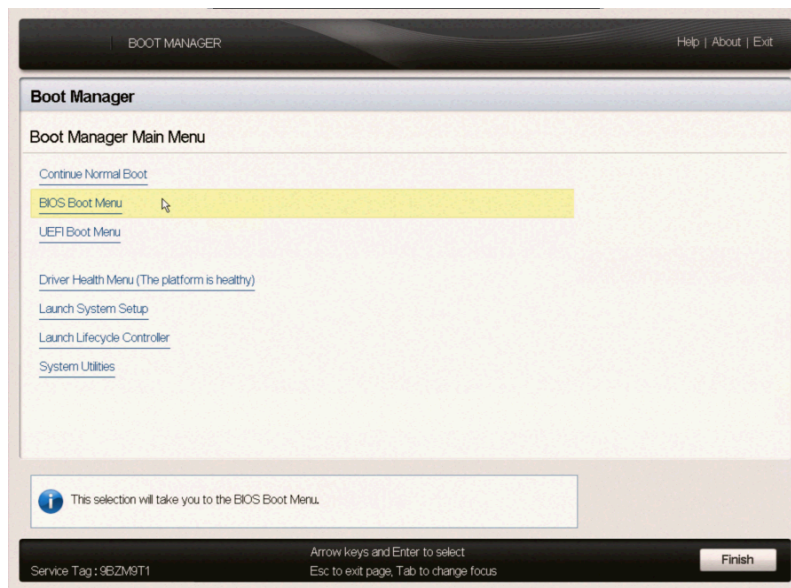 BOOT MANAGER
Help | About | Exit
Boot Manager
Boot Manager Main Menu
Continue Normal Boot
BIOS Boot Menu
UEFI Boot Menu
Driver Health Menu (The platform is healthy)
Launch System Setup
Launch Lifecycle Controller
System Utilities
This selection will take you to the BIOS Boot Menu.
Arrow keys and Enter to select
Service Tag : 9BZM9T1
Esc to exit page, Tab to change focus
Finish